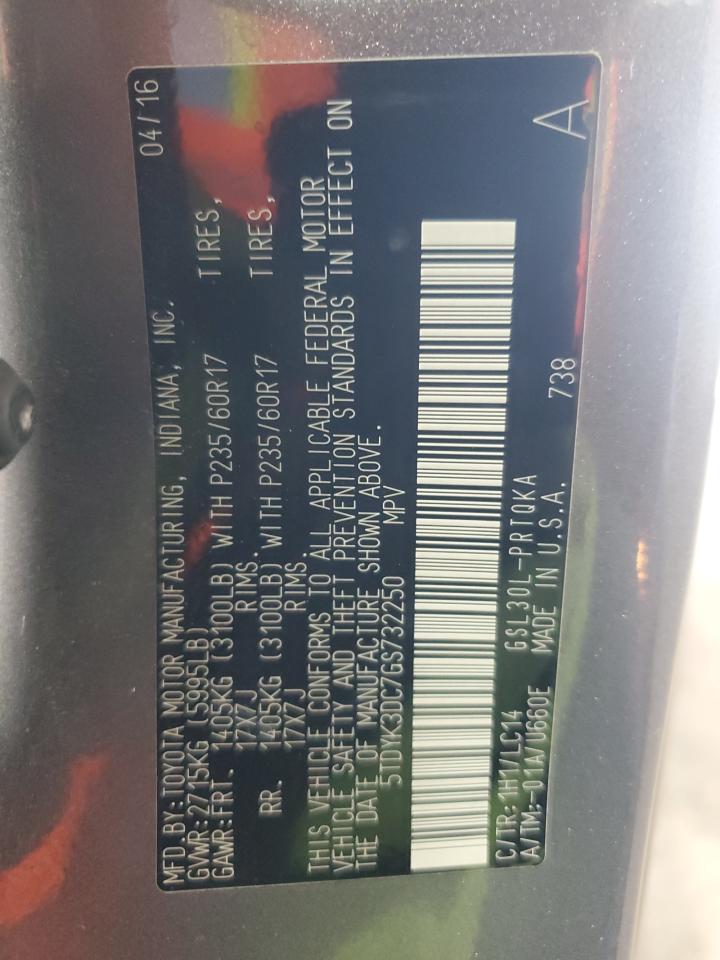 MFD. BY: TOYOTA MOTOR MANUFACTURING, INDIANA, INC. 04/16
GVWR: 2715KG (5995LB)
GAWR: FRT. 1405KG (3100LB) WITH P235/60R17 TIRES,
17X7J RIMS.
RR. 1405KG (3100LB) WITH P235/60R17 TIRES,
17X7J RIMS.
THIS VEHICLE CONFORMS TO ALL APPLICABLE FEDERAL MOTOR
VEHICLE SAFETY AND THEFT PREVENTION STANDARDS IN EFFECT ON
THE DATE OF MANUFACTURE SHOWN ABOVE.
5TDYK3DC7GS732250 MPV
C/TR: 1H1/LC14 GSL30L-PRTQKA 738
A/TM: -01A/U660E MADE IN U.S.A. A